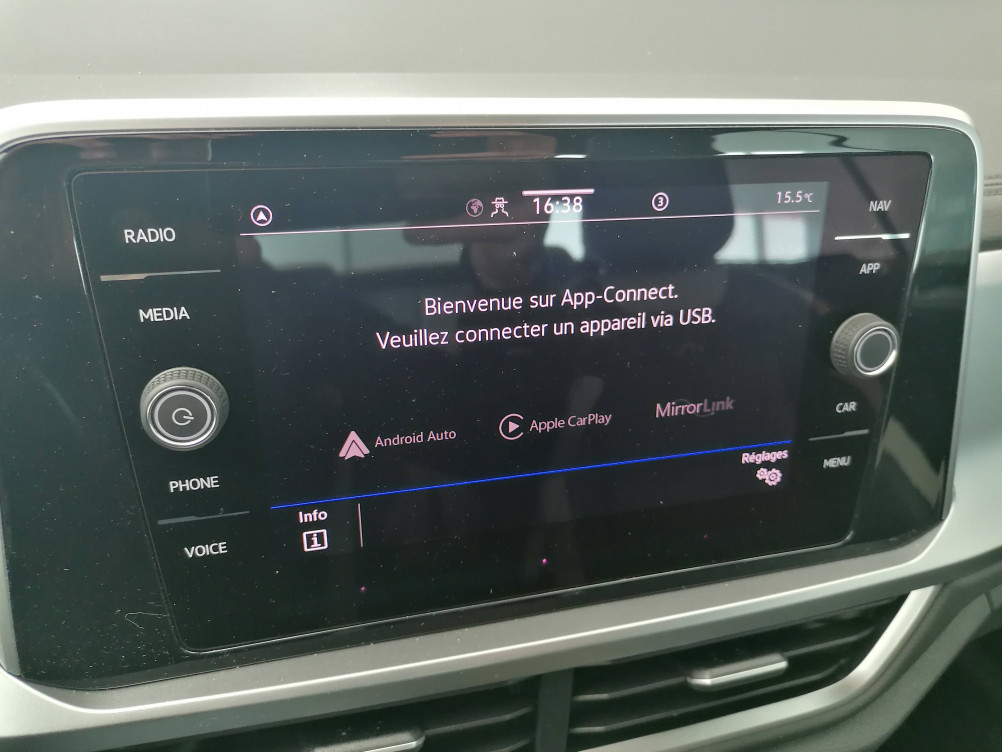 16:38
3
15.5°C
RADIO
MEDIA
PHONE
VOICE
Bienvenue sur App-Connect.
Veuillez connecter un appareil via USB.
Android Auto
Apple CarPlay
MirrorLink
Réglages
Info
i
NAV
APP
CAR
MENU